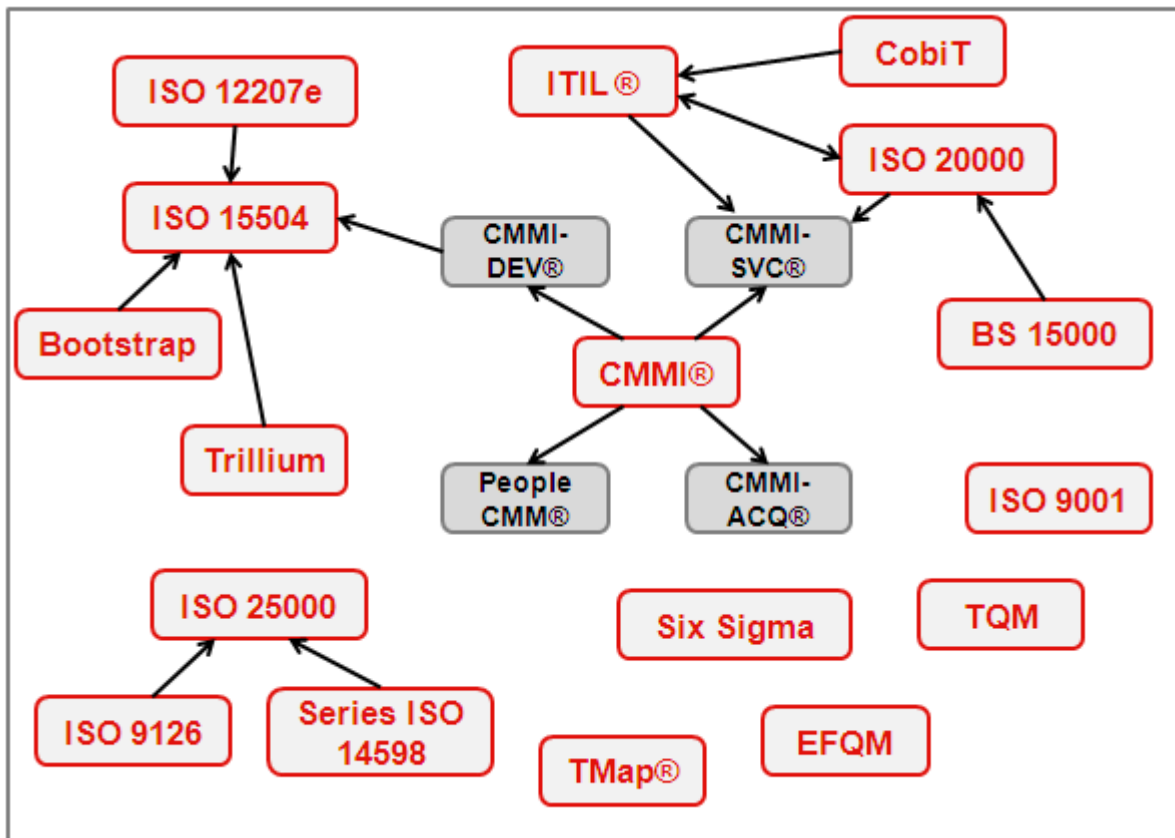 CobiT
ITIL®
ISO 12207e
ISO 20000
ISO 15504
CMMI-
DEV®
CMMI-
SVC®
Bootstrap
BS 15000
CMMI®
Trillium
People
CMM®
CMMI-
ACQ®
ISO 9001
ISO 25000
Six Sigma
TQM
ISO 9126
Series ISO
14598
TMap®
EFQM